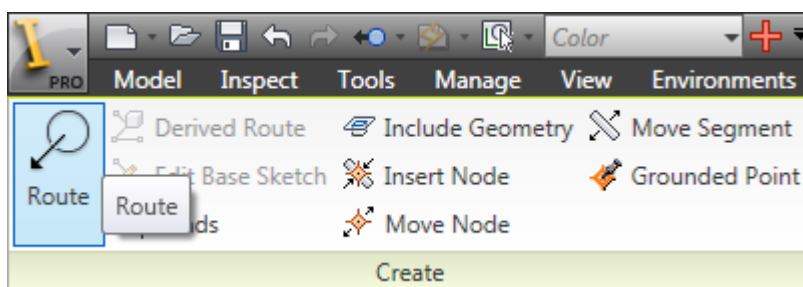 Color
PRO
Model Inspect Tools Manage View Environments
Derived Route Include Geometry Move Segment
Edit Base Sketch Insert Node Grounded Point
Route
Route
Move Node
Create